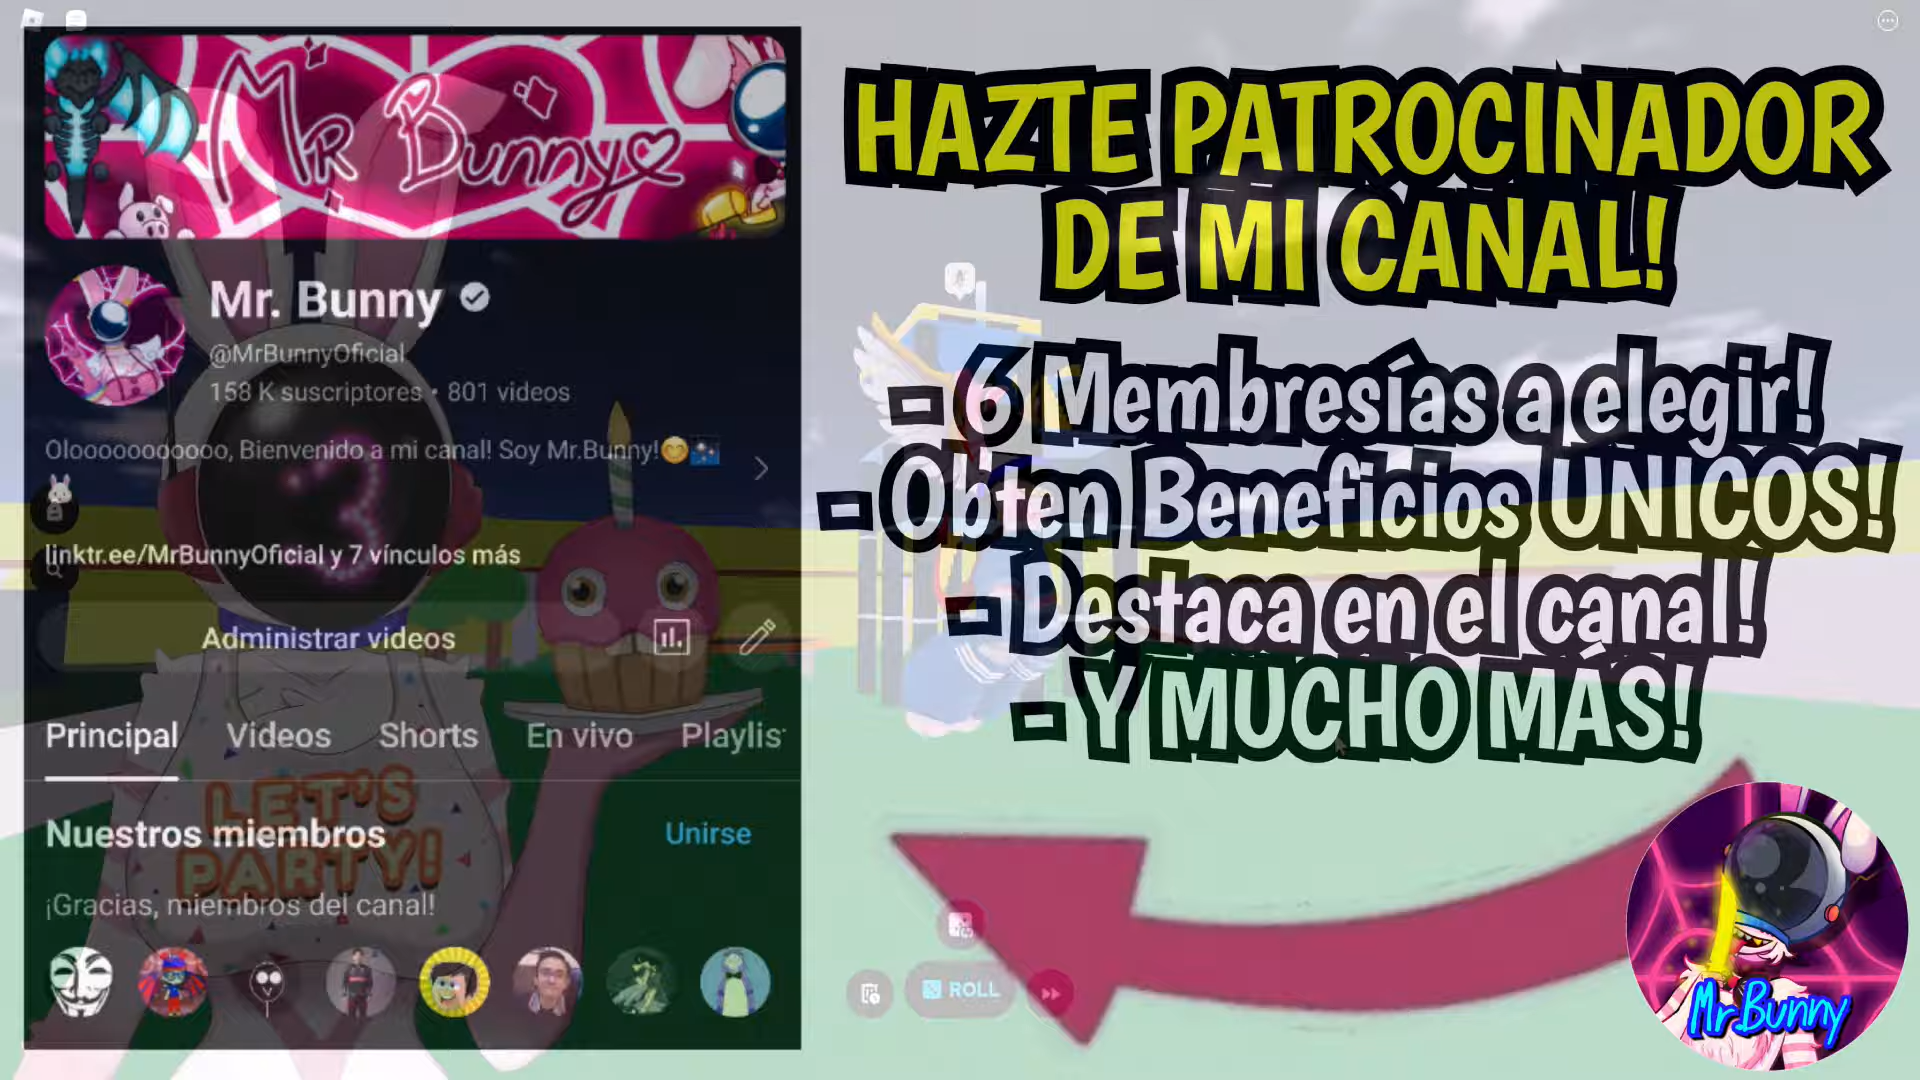 Mr Bunny
Mr. Bunny
@MrBunnyOficial
158 K suscriptores • 801 videos
Olooooooooooo, Bienvenido a mi canal! Soy Mr.Bunny!😊🌃
linktr.ee/MrBunnyOficial y 7 vínculos más
Administrar videos
Principal Videos Shorts En vivo Playlis
LET'S
PARTY!
Nuestros miembros Unirse
¡Gracias, miembros del canal!
HAZTE PATROCINADOR
DE MI CANAL!
- 6 Membresías a elegir!
- Obten Beneficios UNICOS!
- Destaca en el canal!
- Y MUCHO MÁS!
ROLL
Mr.Bunny